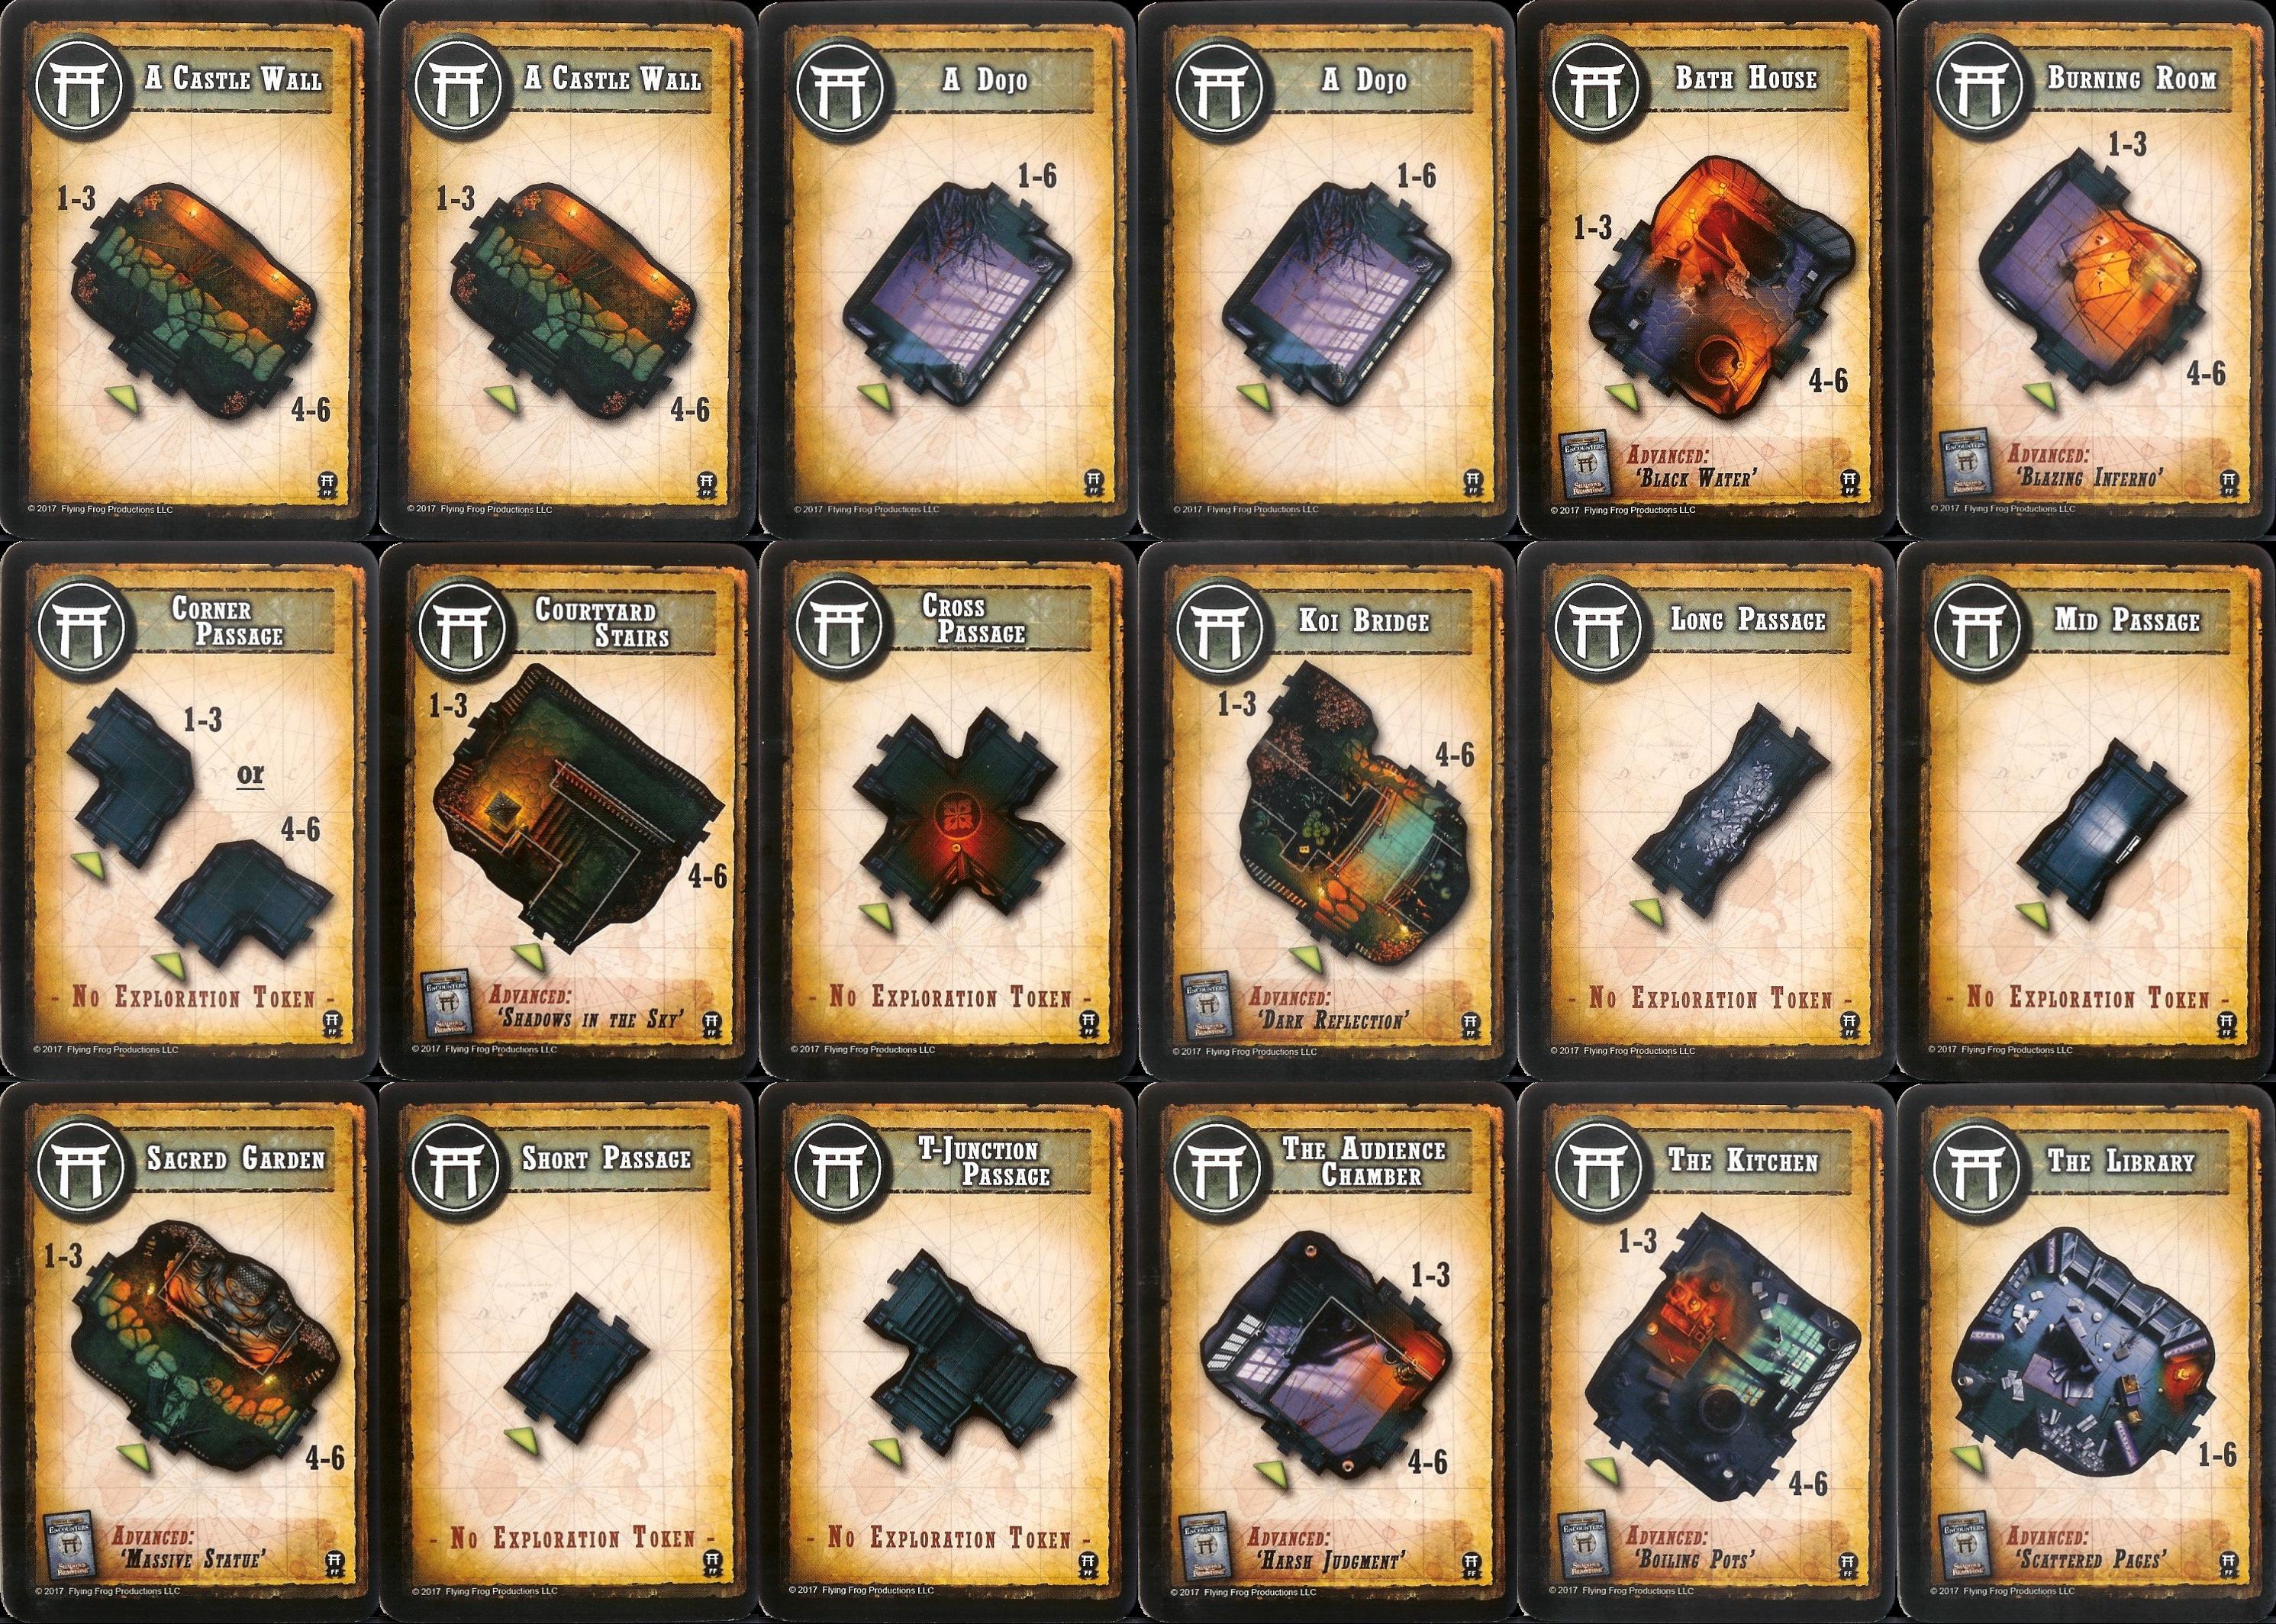 A Castle Wall
1-3
4-6
© 2017 Flying Frog Productions LLC
A Castle Wall
1-3
4-6
© 2017 Flying Frog Productions LLC
A Dojo
1-6
© 2017 Flying Frog Productions LLC
A Dojo
1-6
© 2017 Flying Frog Productions LLC
Bath House
1-3
4-6
Encounters
Advanced:
'Black Water'
© 2017 Flying Frog Productions LLC
Burning Room
1-3
4-6
Encounters
Advanced:
'Blazing Inferno'
© 2017 Flying Frog Productions LLC
Corner
Passage
1-3
or
4-6
- No Exploration Token -
© 2017 Flying Frog Productions LLC
Courtyard
Stairs
1-3
4-6
Encounters
Advanced:
'Shadows in the Sky'
© 2017 Flying Frog Productions LLC
Cross
Passage
- No Exploration Token -
© 2017 Flying Frog Productions LLC
Koi Bridge
1-3
4-6
Encounters
Advanced:
'Dark Reflection'
© 2017 Flying Frog Productions LLC
Long Passage
- No Exploration Token -
© 2017 Flying Frog Productions LLC
Mid Passage
- No Exploration Token -
© 2017 Flying Frog Productions LLC
Sacred Garden
1-3
4-6
Encounters
Advanced:
'Massive Statue'
© 2017 Flying Frog Productions LLC
Short Passage
- No Exploration Token -
© 2017 Flying Frog Productions LLC
T-Junction
Passage
- No Exploration Token -
© 2017 Flying Frog Productions LLC
The Audience
Chamber
1-3
4-6
Encounters
Advanced:
'Harsh Judgment'
© 2017 Flying Frog Productions LLC
The Kitchen
1-3
4-6
Encounters
Advanced:
'Boiling Pots'
© 2017 Flying Frog Productions LLC
The Library
1-6
Encounters
Advanced:
'Scattered Pages'
© 2017 Flying Frog Productions LLC